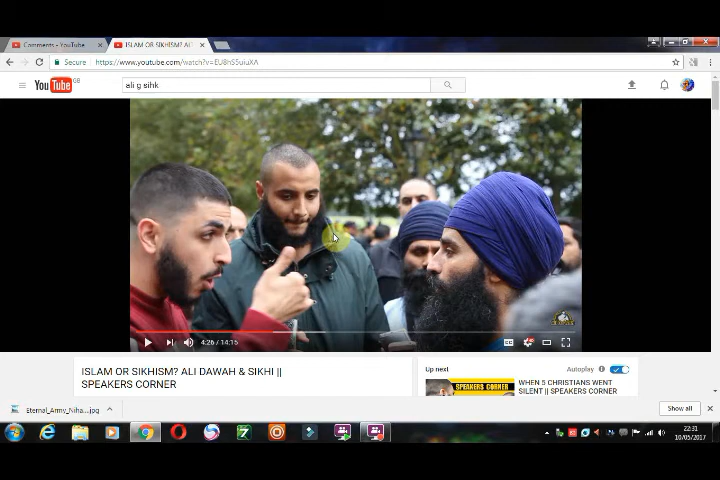 Comments - YouTube
ISLAM OR SIKHISM? ALI
Secure https://www.youtube.com/watch?v=EU8hS5uiuXA
YouTube GB
ali g sihk
4:26 / 14:15
ISLAM OR SIKHISM? ALI DAWAH & SIKHI ||
SPEAKERS CORNER
Up next
Autoplay
SPEAKERS CORNER
WHEN 5 CHRISTIANS WENT
SILENT || SPEAKERS CORNER
Eternal_Army_Niha....jpg
Show all
22:31
10/05/2017